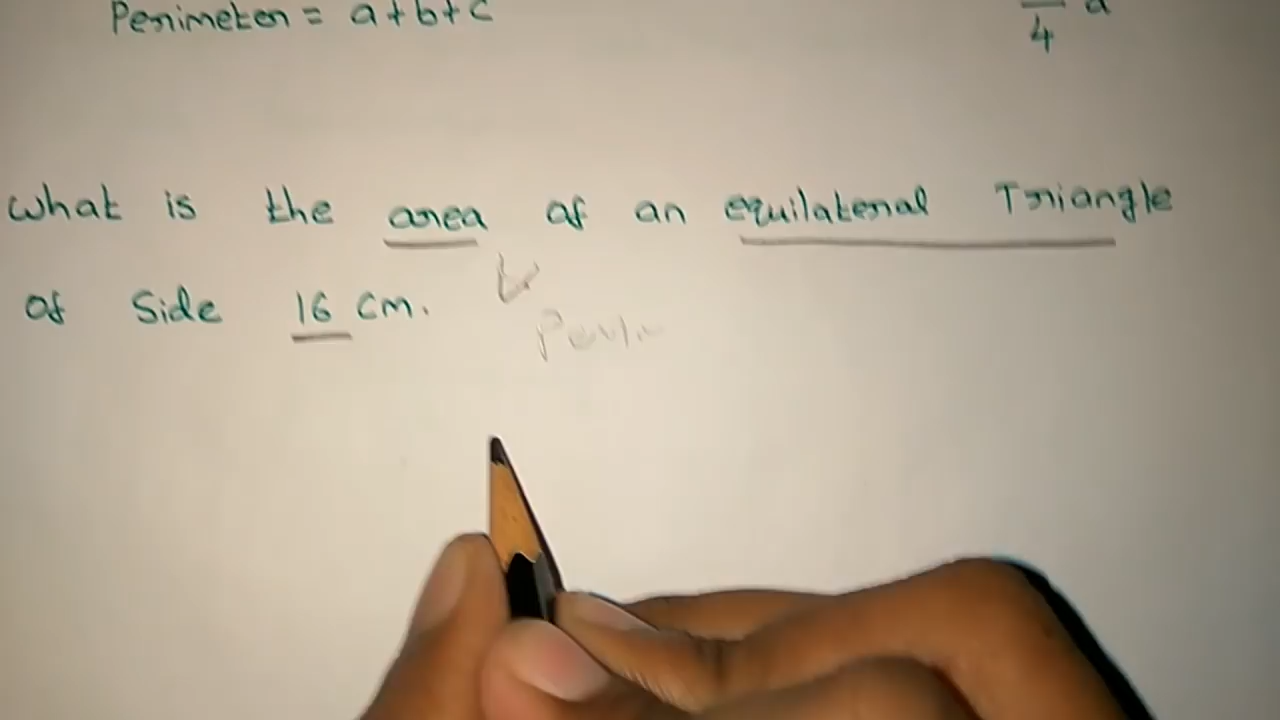 Perimeter = a+b+c
4
What is the area of an equilateral Triangle
of Side 16 cm.